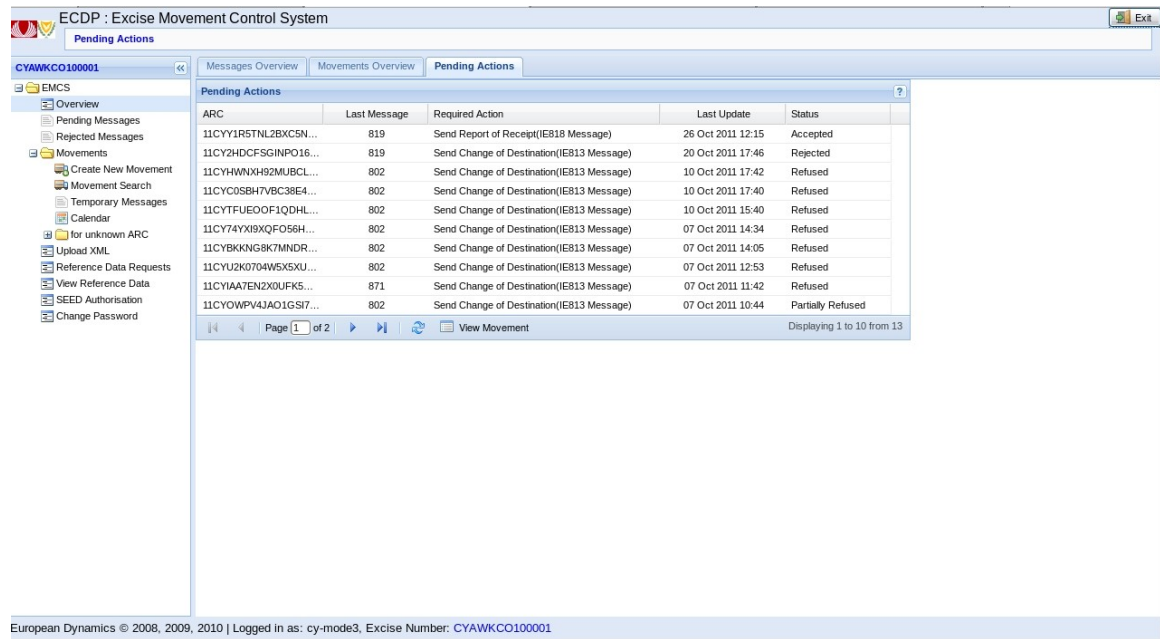 ECDP : Excise Movement Control System
Exit
Pending Actions
CYAWKCO100001
EMCS
Overview
Pending Messages
Rejected Messages
Movements
Create New Movement
Movement Search
Temporary Messages
Calendar
for unknown ARC
Upload XML
Reference Data Requests
View Reference Data
SEED Authorisation
Change Password
Messages Overview Movements Overview Pending Actions
Pending Actions ?
ARC Last Message Required Action Last Update Status
11CYY1R5TNL2BXC5N... 819 Send Report of Receipt(IE818 Message) 26 Oct 2011 12:15 Accepted
11CY2HDCFSGINPO16... 819 Send Change of Destination(IE813 Message) 20 Oct 2011 17:46 Rejected
11CYHWNXH92MUBCL... 802 Send Change of Destination(IE813 Message) 10 Oct 2011 17:42 Refused
11CYC0SBH7VBC38E4... 802 Send Change of Destination(IE813 Message) 10 Oct 2011 17:40 Refused
11CYTFUEOOF1QDHL... 802 Send Change of Destination(IE813 Message) 10 Oct 2011 15:40 Refused
11CY74YXI9XQFO56H... 802 Send Change of Destination(IE813 Message) 07 Oct 2011 14:34 Refused
11CYBKKNG8K7MNDR... 802 Send Change of Destination(IE813 Message) 07 Oct 2011 14:05 Refused
11CYU2K0704W5X5XU... 802 Send Change of Destination(IE813 Message) 07 Oct 2011 12:53 Refused
11CYIAA7EN2X0UFK5... 871 Send Change of Destination(IE813 Message) 07 Oct 2011 11:42 Refused
11CYOWPV4JAO1GSI7... 802 Send Change of Destination(IE813 Message) 07 Oct 2011 10:44 Partially Refused
Page 1 of 2 View Movement Displaying 1 to 10 from 13
European Dynamics © 2008, 2009, 2010 | Logged in as: cy-mode3, Excise Number: CYAWKCO100001